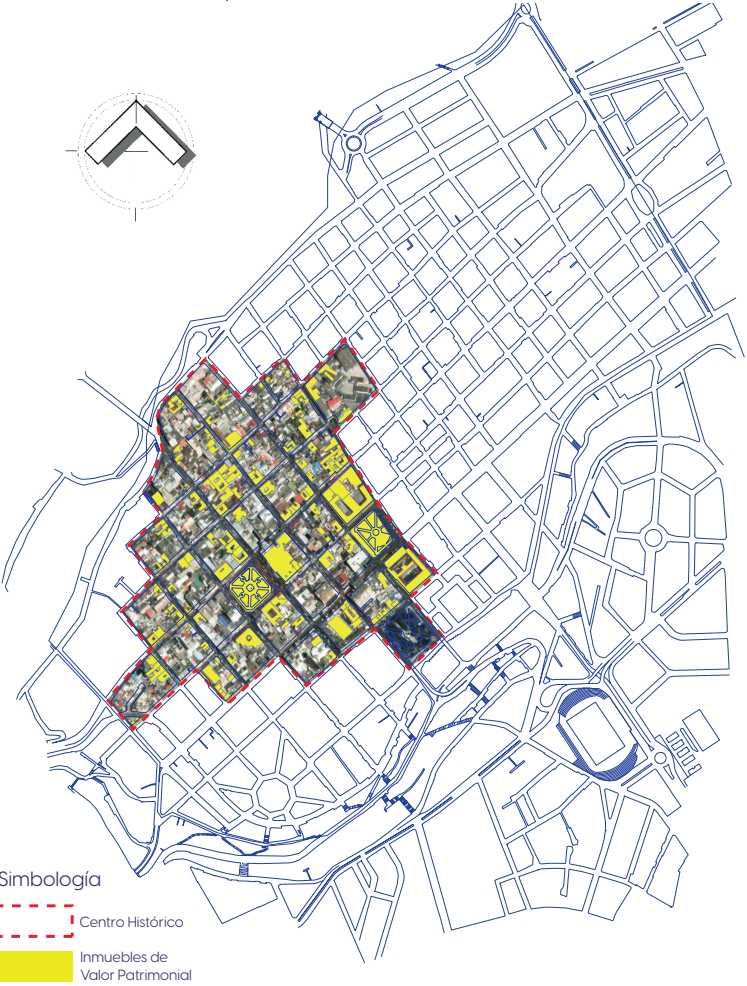 Simbología
Centro Histórico
Inmuebles de
Valor Patrimonial